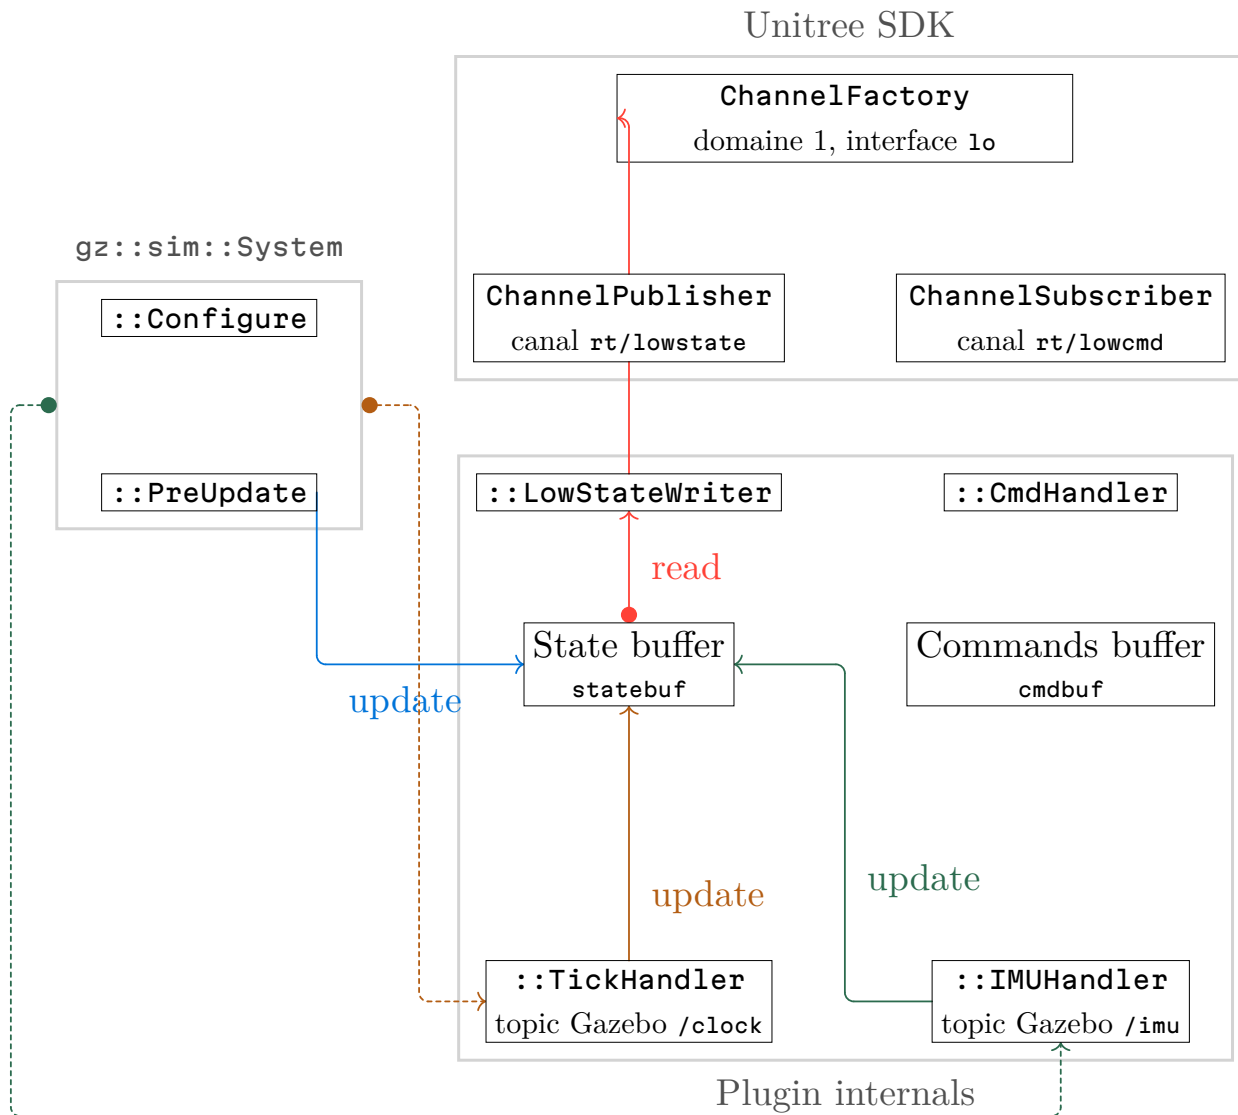 Unitree SDK
ChannelFactory
domaine 1, interface lo
gz::sim::System
::Configure
ChannelPublisher
canal rt/lowstate
ChannelSubscriber
canal rt/lowcmd
::PreUpdate
::LowStateWriter
::CmdHandler
read
State buffer
statebuf
Commands buffer
cmdbuf
update
update
update
::TickHandler
topic Gazebo /clock
::IMUHandler
topic Gazebo /imu
Plugin internals